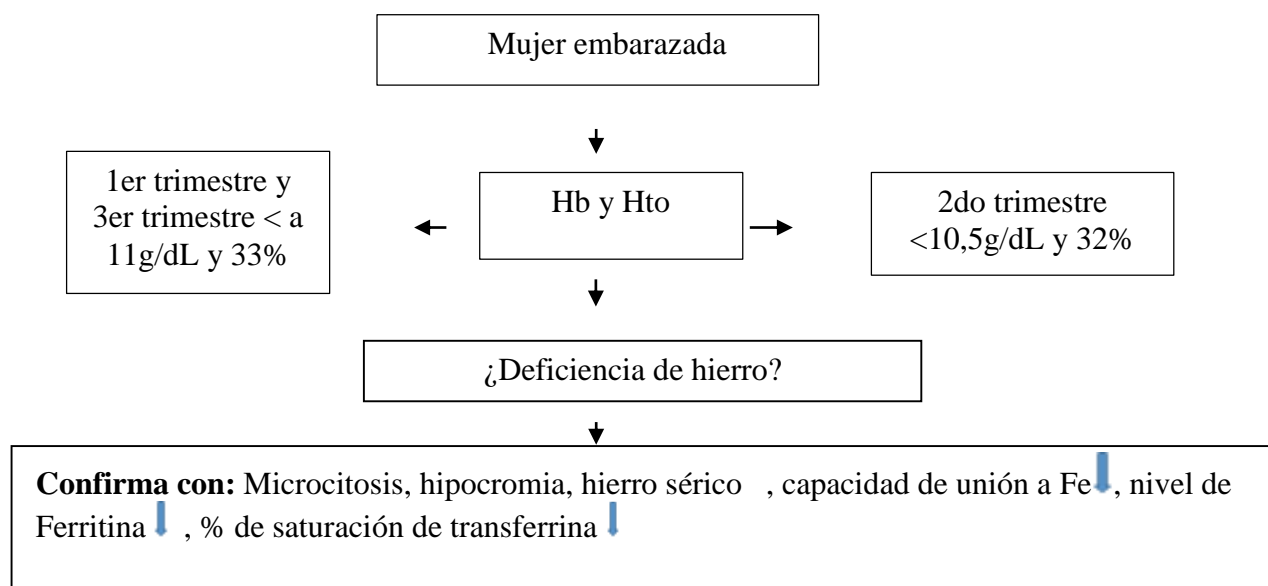 Mujer embarazada
1er trimestre y
3er trimestre < a
11g/dL y 33%
Hb y Hto
2do trimestre
<10,5g/dL y 32%
¿Deficiencia de hierro?
Confirma con: Microcitosis, hipocromia, hierro sérico , capacidad de unión a Fe, nivel de
Ferritina , % de saturación de transferrina